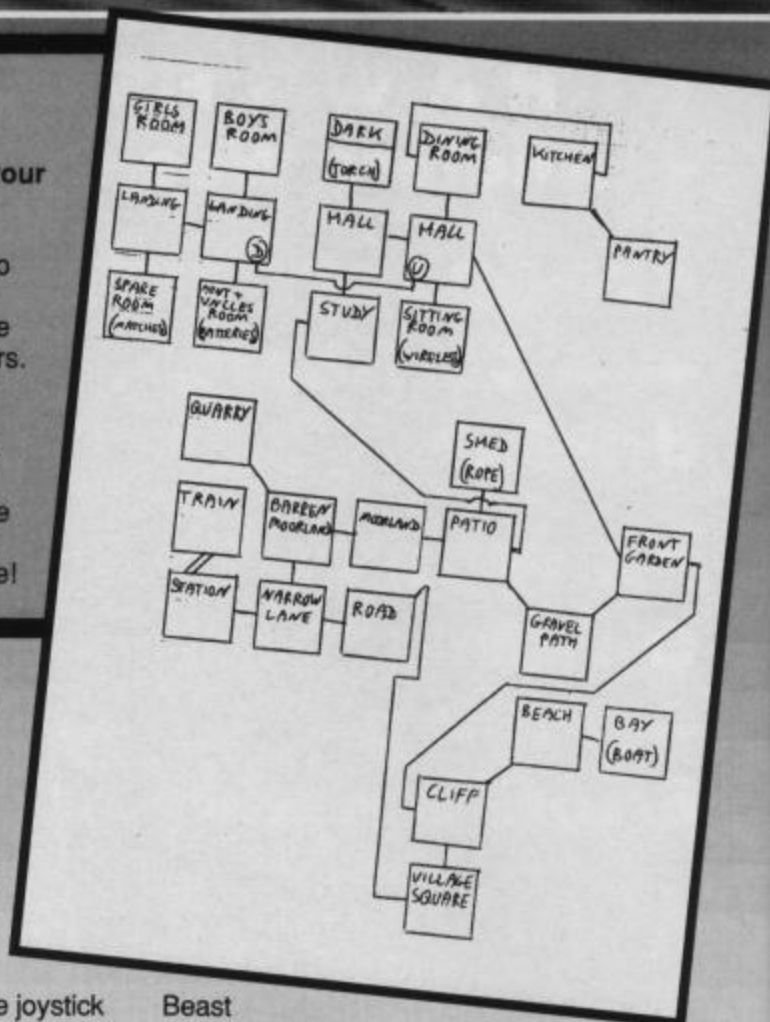 our
o
e
rs.
e
e!
GIRLS
ROOM
BOYS
ROOM
DARK
(TORCH)
DINING
ROOM
KITCHEN
LANDING
LANDING
D
HALL
HALL
U
PANTRY
SPARE
ROOM
(MATCHES)
AUNT +
UNCLES
ROOM
(BATTERIES)
STUDY
SITTING
ROOM
(WIRELESS)
QUARRY
SHED
(ROPE)
TRAIN
BARREN
MOORLAND
MOORLAND
PATIO
FRONT
GARDEN
STATION
NARROW
LANE
ROAD
GRAVEL
PATH
BEACH
BAY
(BOAT)
CLIFF
VILLAGE
SQUARE
e joystick
Beast